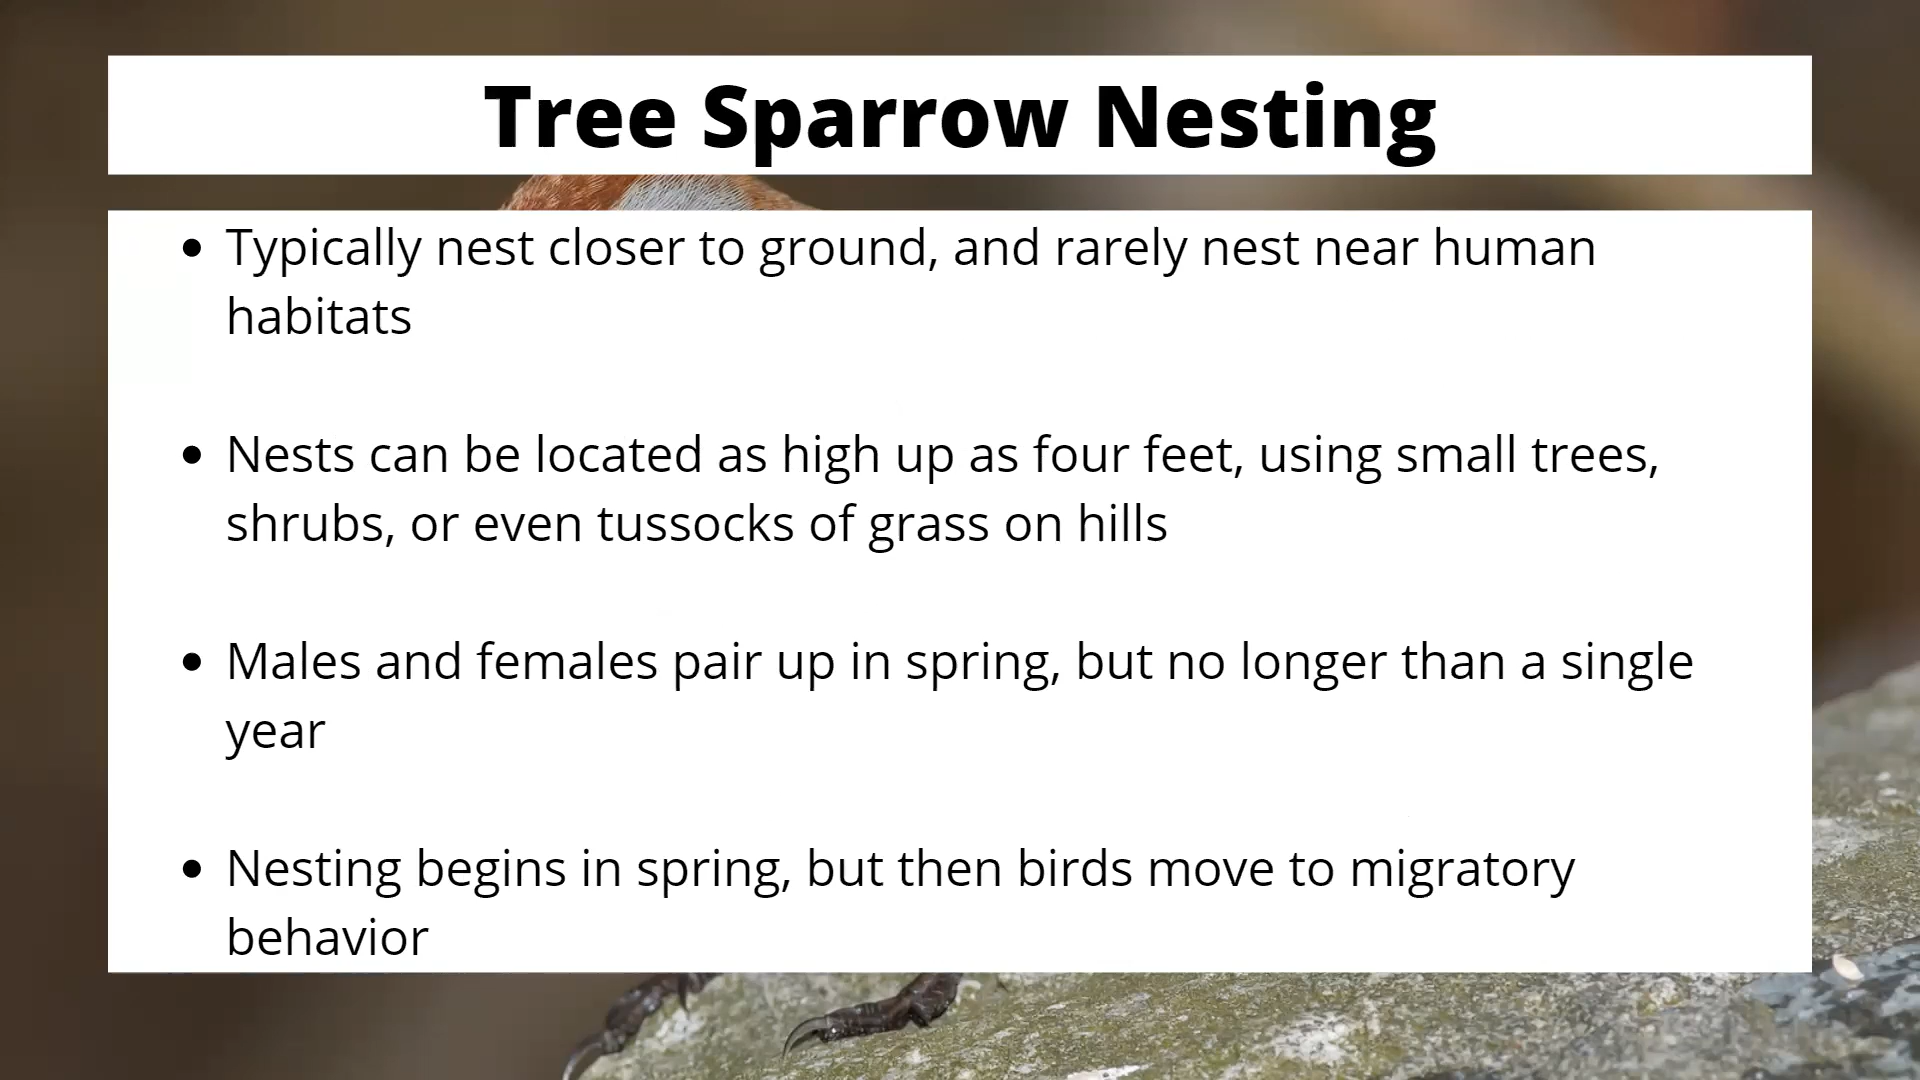 Tree Sparrow Nesting
• Typically nest closer to ground, and rarely nest near human
habitats
• Nests can be located as high up as four feet, using small trees,
shrubs, or even tussocks of grass on hills
• Males and females pair up in spring, but no longer than a single
year
• Nesting begins in spring, but then birds move to migratory
behavior